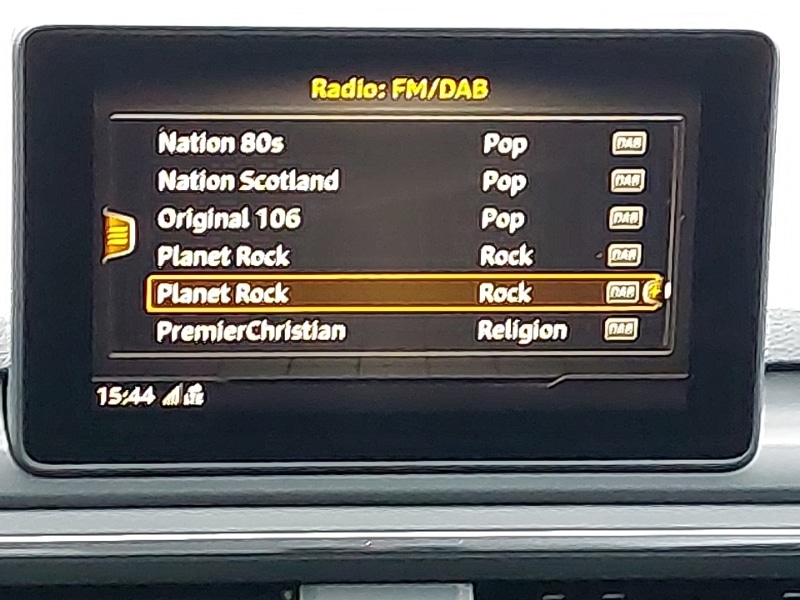 Radio: FM/DAB
Nation 80s Pop DAB
Nation Scotland Pop DAB
Original 106 Pop DAB
Planet Rock Rock DAB
Planet Rock Rock DAB
PremierChristian Religion DAB
15:44